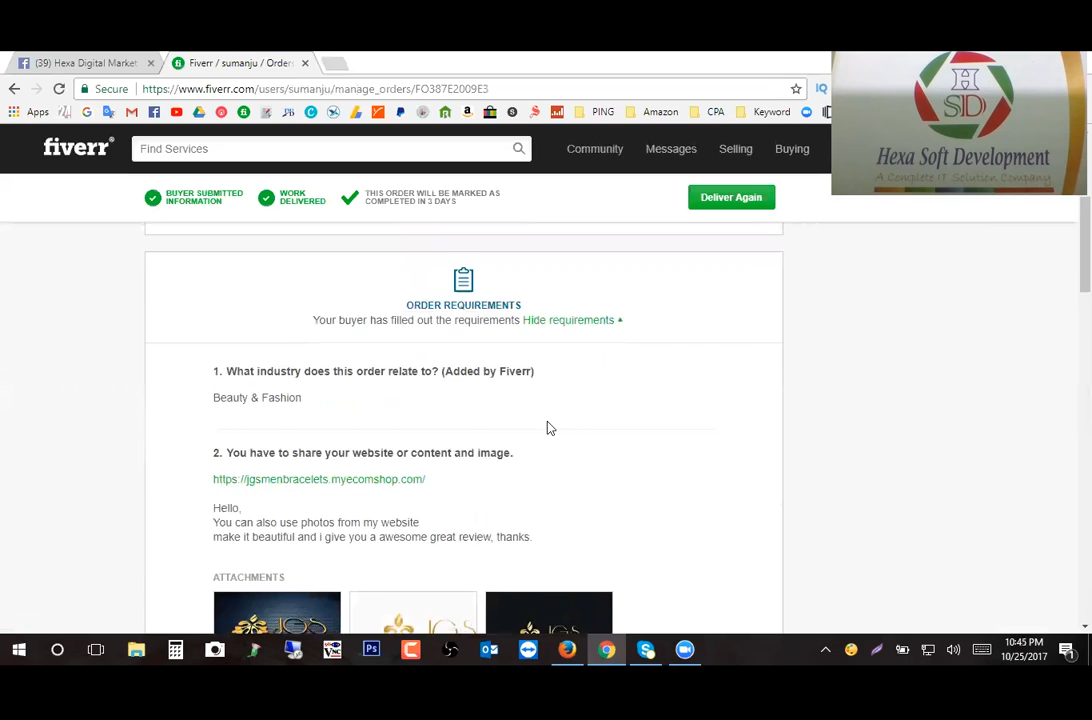 (39) Hexa Digital Market
Fiverr / sumanju / Orders
Secure
https://www.fiverr.com/users/sumanju/manage_orders/FO387E2009E3
Apps
PING
Amazon
CPA
Keyword
HSD
Hexa Soft Development
A Complete IT Solution Company
fiverr®
Find Services
Community
Messages
Selling
Buying
BUYER SUBMITTED
INFORMATION
WORK
DELIVERED
THIS ORDER WILL BE MARKED AS
COMPLETED IN 3 DAYS
Deliver Again
ORDER REQUIREMENTS
Your buyer has filled out the requirements Hide requirements
1. What industry does this order relate to? (Added by Fiverr)
Beauty & Fashion
2. You have to share your website or content and image.
https://jgsmenbracelets.myecomshop.com/
Hello,
You can also use photos from my website
make it beautiful and i give you a awesome great review, thanks.
ATTACHMENTS
JGS
JGS
JGS
10:45 PM
10/25/2017